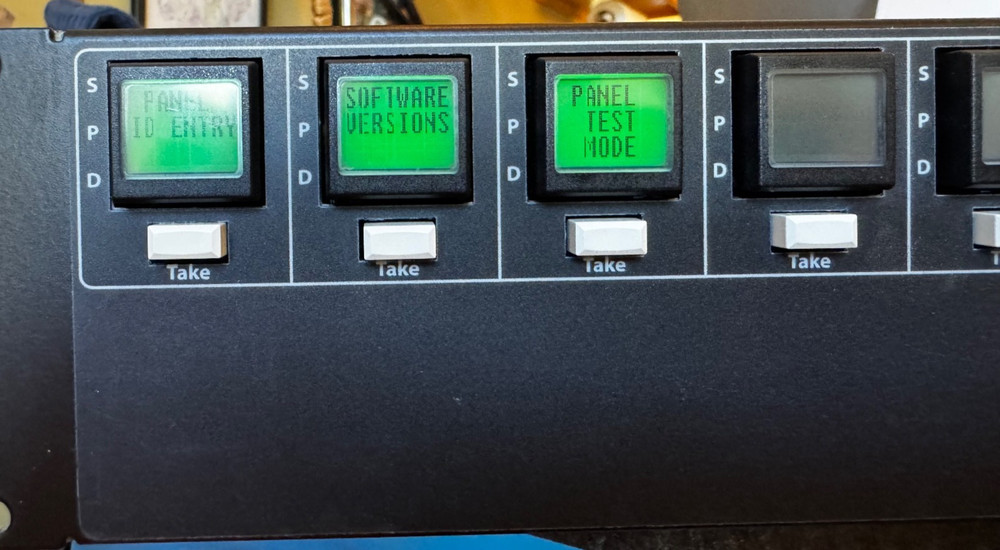 S
P
D
PANEL
ID ENTRY
Take
S
P
D
SOFTWARE
VERSIONS
Take
S
P
D
PANEL
TEST
MODE
Take
S
P
D
Take
S
P
D